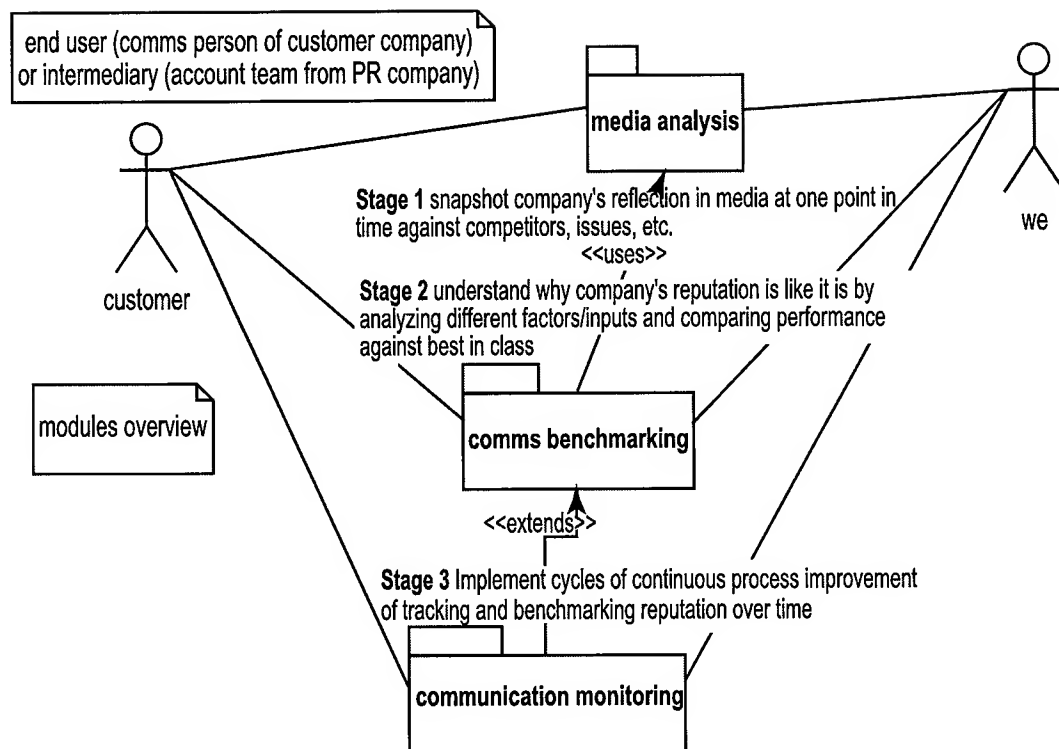 end user (comms person of customer company)
or intermediary (account team from PR company)
media analysis
Stage 1 snapshot company's reflection in media at one point in
time against competitors, issues, etc.
<<uses>>
we
customer
Stage 2 understand why company's reputation is like it is by
analyzing different factors/inputs and comparing performance
against best in class
modules overview
comms benchmarking
<<extends>>
Stage 3 Implement cycles of continuous process improvement
of tracking and benchmarking reputation over time
communication monitoring